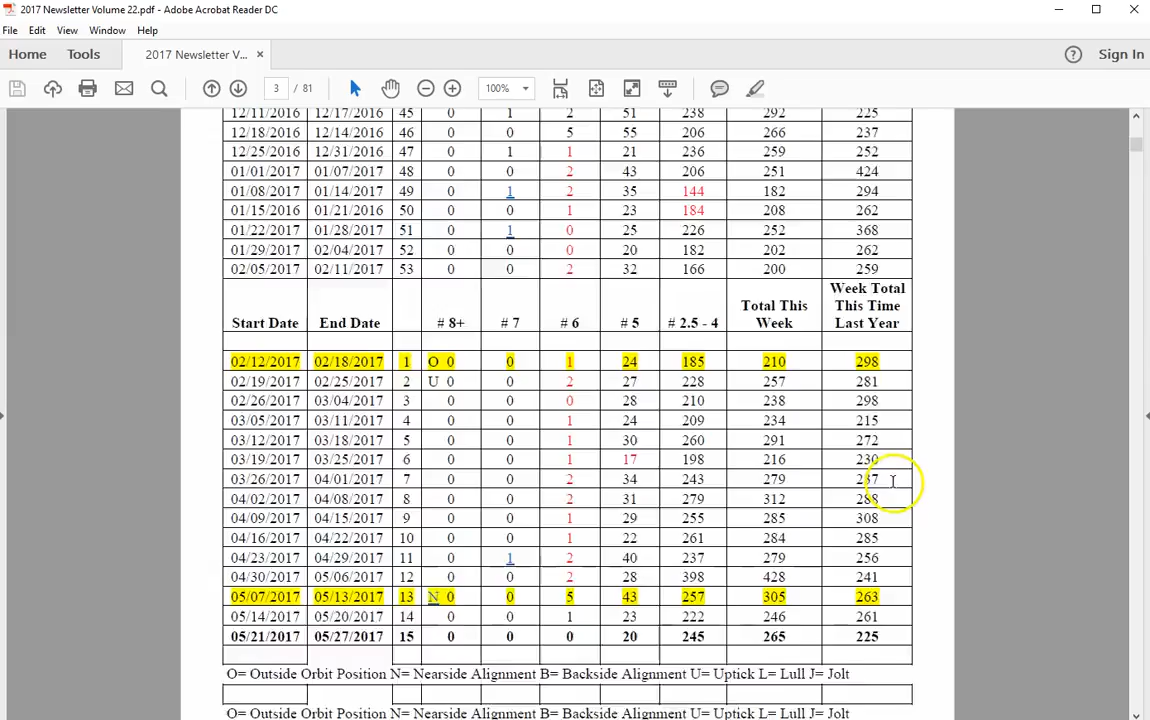 2017 Newsletter Volume 22.pdf - Adobe Acrobat Reader DC
File Edit View Window Help
Home Tools 2017 Newsletter V... × Sign In
3 / 81 100%
12/11/2016 12/17/2016 45 0 1 2 51 238 292 225
12/18/2016 12/14/2016 46 0 0 5 55 206 266 237
12/25/2016 12/31/2016 47 0 1 1 21 236 259 252
01/01/2017 01/07/2017 48 0 0 2 43 206 251 424
01/08/2017 01/14/2017 49 0 1 2 35 144 182 294
01/15/2016 01/21/2016 50 0 0 1 23 184 208 262
01/22/2017 01/28/2017 51 0 1 0 25 226 252 368
01/29/2017 02/04/2017 52 0 0 0 20 182 202 262
02/05/2017 02/11/2017 53 0 0 2 32 166 200 259
Start Date End Date # 8+ # 7 # 6 # 5 # 2.5 - 4 Total This Week Week Total This Time Last Year
02/12/2017 02/18/2017 1 O 0 0 1 24 185 210 298
02/19/2017 02/25/2017 2 U 0 0 2 27 228 257 281
02/26/2017 03/04/2017 3 0 0 0 28 210 238 298
03/05/2017 03/11/2017 4 0 0 1 24 209 234 215
03/12/2017 03/18/2017 5 0 0 1 30 260 291 272
03/19/2017 03/25/2017 6 0 0 1 17 198 216 230
03/26/2017 04/01/2017 7 0 0 2 34 243 279 237
04/02/2017 04/08/2017 8 0 0 2 31 279 312 288
04/09/2017 04/15/2017 9 0 0 1 29 255 285 308
04/16/2017 04/22/2017 10 0 0 1 22 261 284 285
04/23/2017 04/29/2017 11 0 1 2 40 237 279 256
04/30/2017 05/06/2017 12 0 0 2 28 398 428 241
05/07/2017 05/13/2017 13 N 0 0 5 43 257 305 263
05/14/2017 05/20/2017 14 0 0 1 23 222 246 261
05/21/2017 05/27/2017 15 0 0 0 20 245 265 225
O= Outside Orbit Position N= Nearside Alignment B= Backside Alignment U= Uptick L= Lull J= Jolt
O= Outside Orbit Position N= Nearside Alignment B= Backside Alignment U= Uptick L= Lull J= Jolt